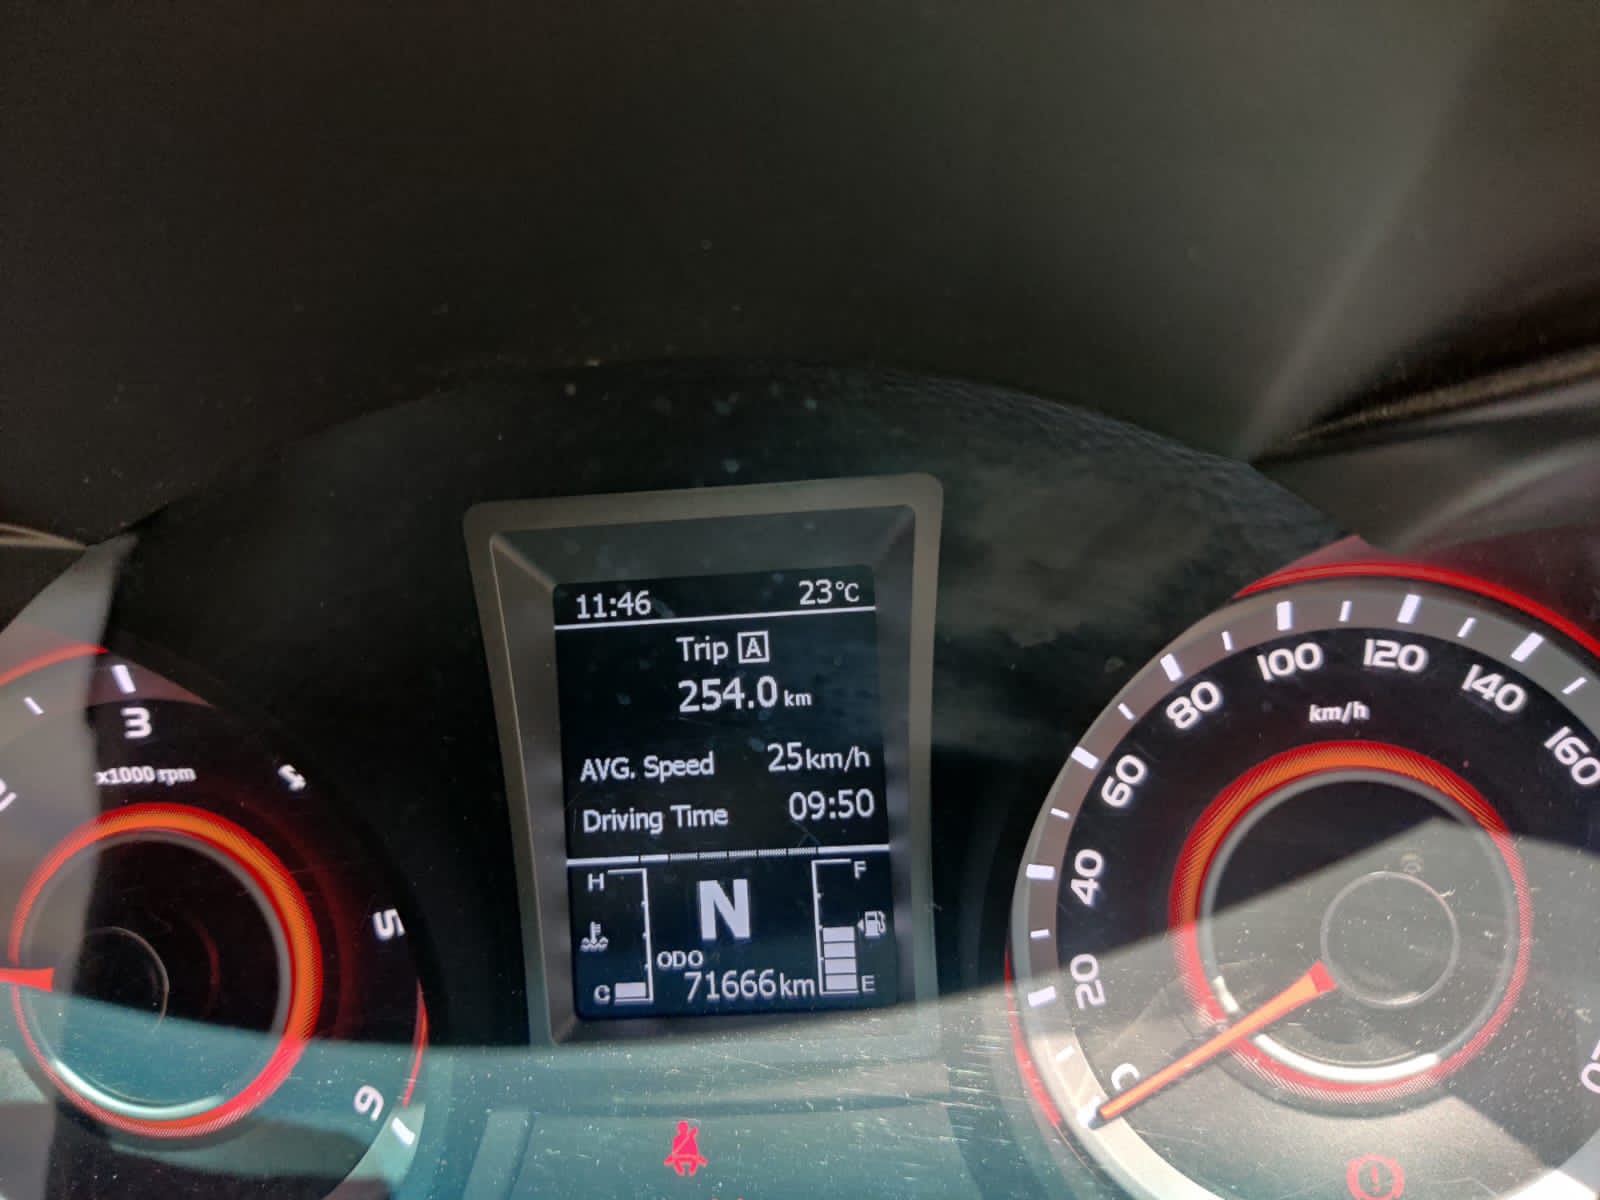 11:46 23°C
Trip A
254.0 km
AVG. Speed 25km/h
Driving Time 09:50
H N F
ODO
C 71666km E
3
x1000 rpm
4
5
6
100 120
80 140
km/h
60 160
40
20